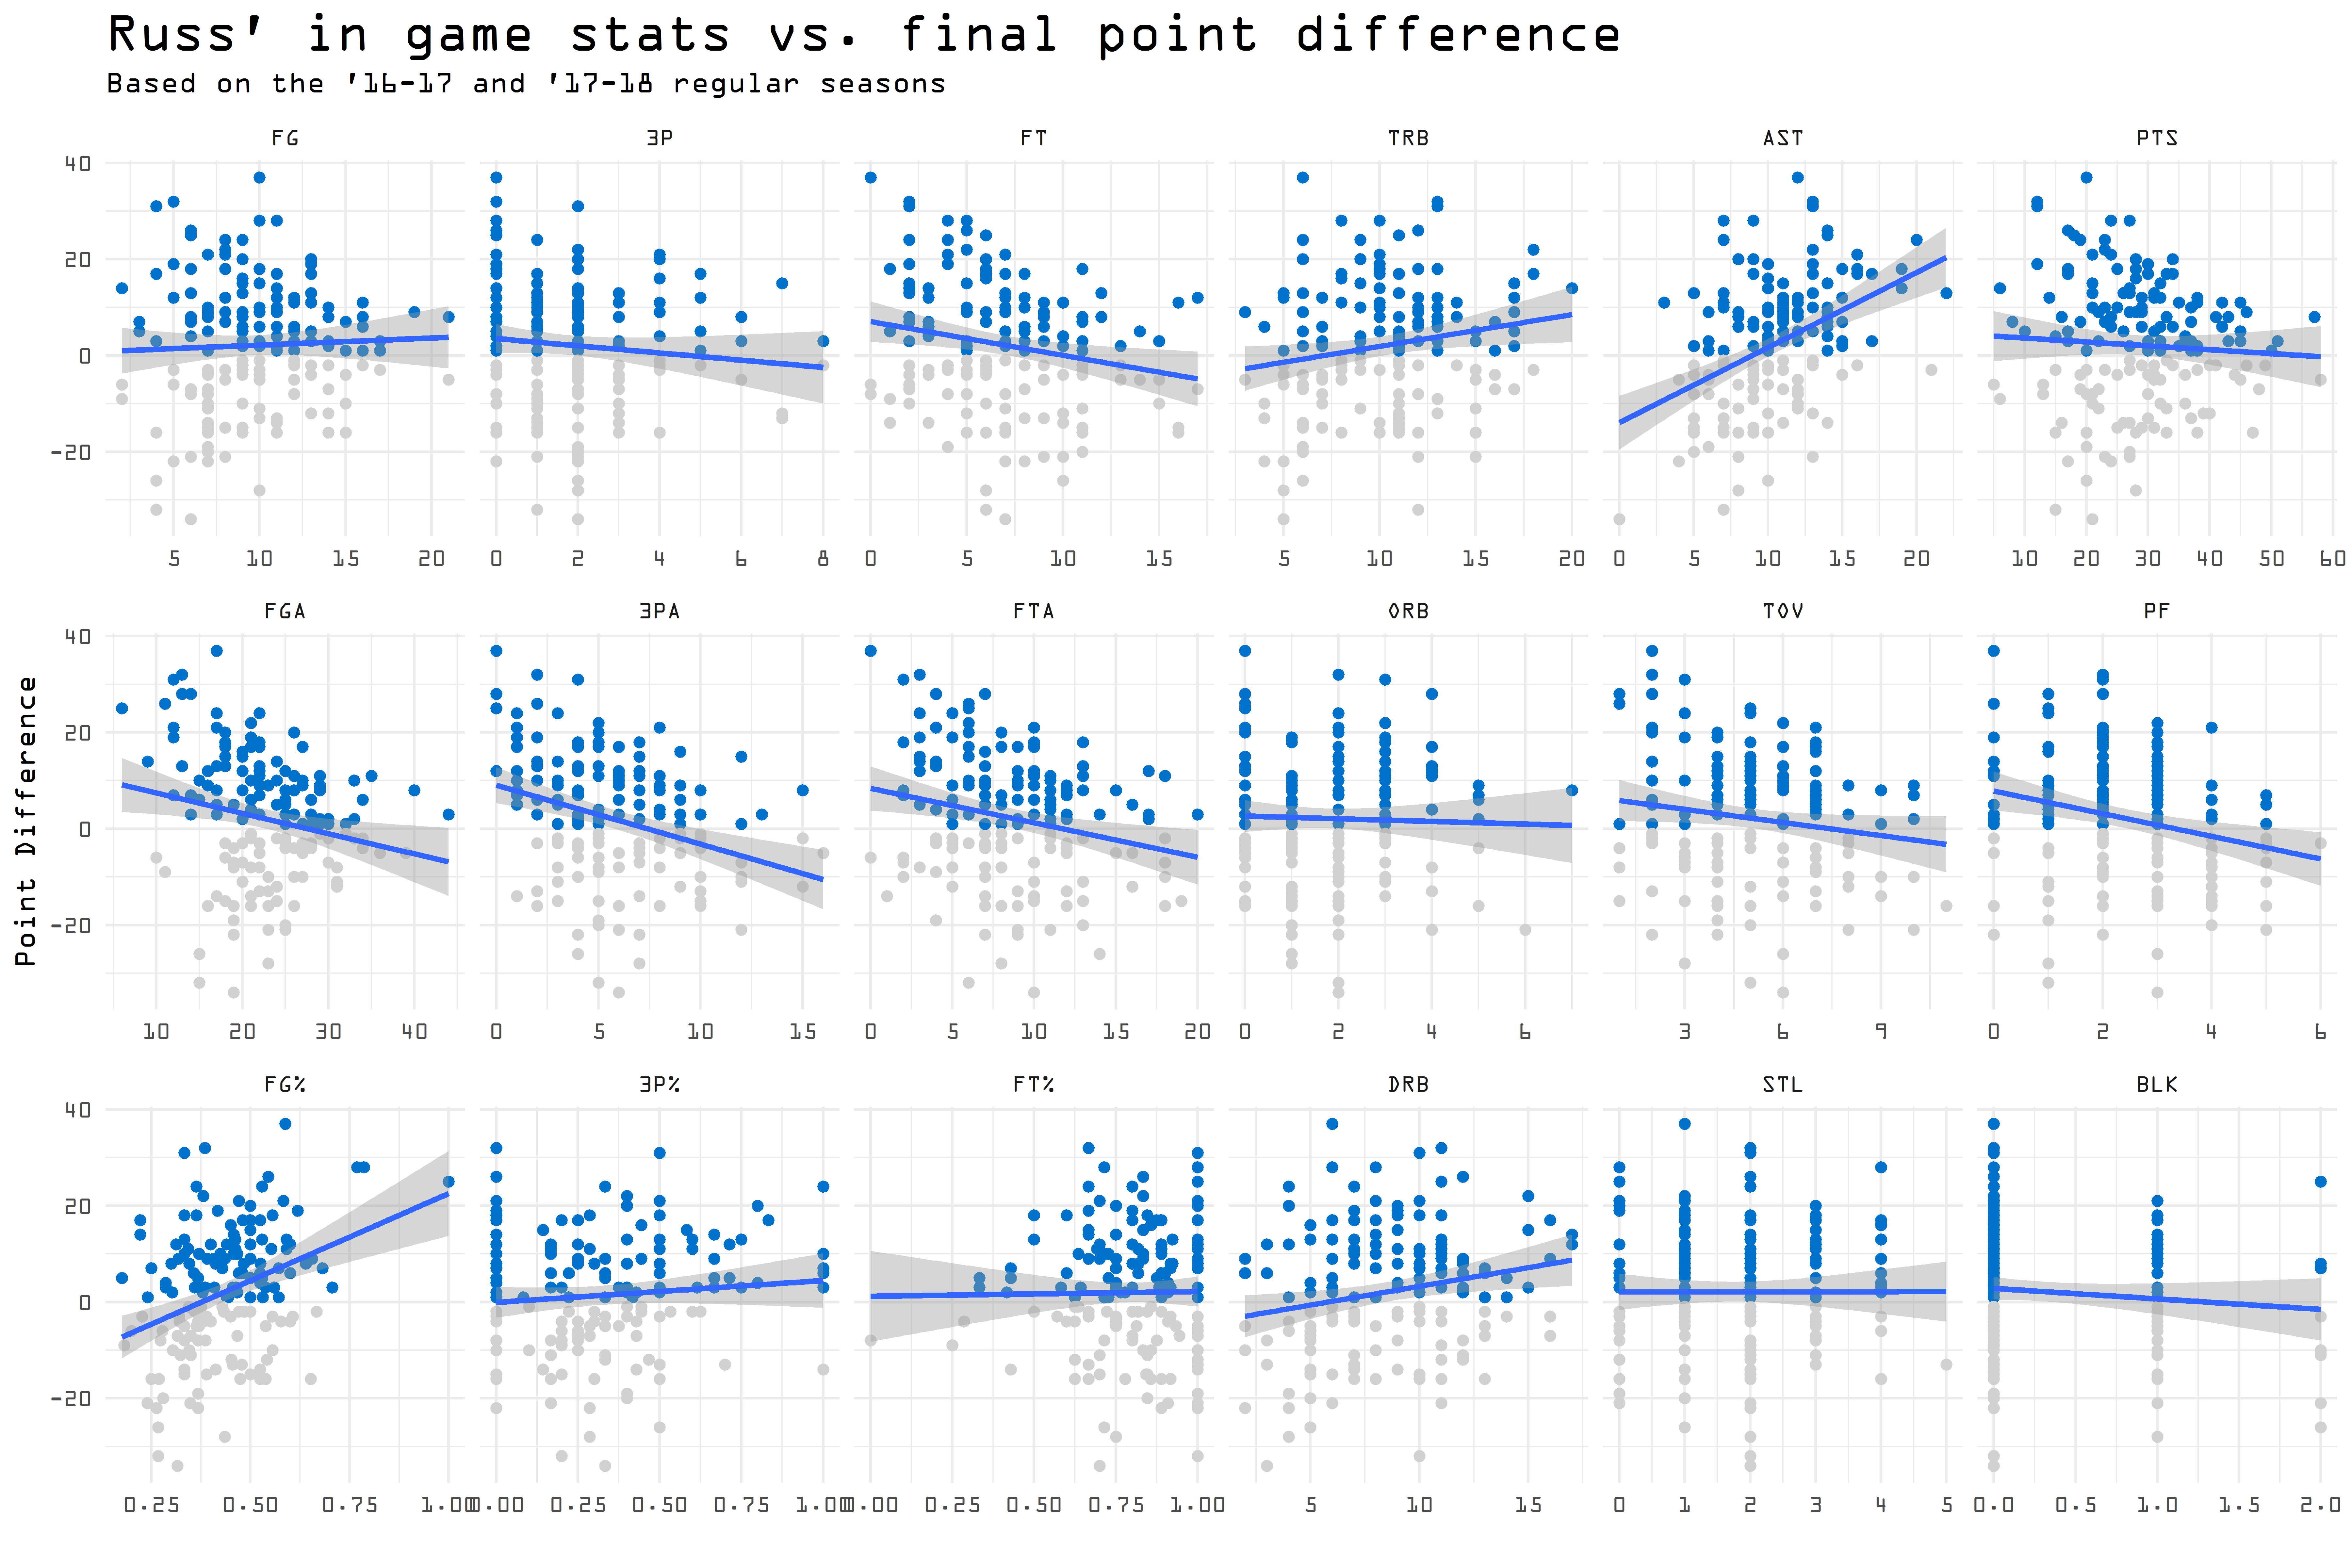 Russ' in game stats vs. final point difference
Based on the '16-17 and '17-18 regular seasons
FG 3P FT TRB AST PTS
40
20
0
-20
5 10 15 20 0 2 4 6 8 0 5 10 15 5 10 15 20 0 5 10 15 20 10 20 30 40 50 60
FGA 3PA FTA ORB TOV PF
Point Difference
40
20
0
-20
10 20 30 40 0 5 10 15 0 5 10 15 20 0 2 4 6 3 6 9 0 2 4 6
FG% 3P% FT% DRB STL BLK
40
20
0
-20
0.25 0.50 0.75 1.00 0.00 0.25 0.50 0.75 1.00 0.00 0.25 0.50 0.75 1.00 5 10 15 0 1 2 3 4 5 0.0 0.5 1.0 1.5 2.0